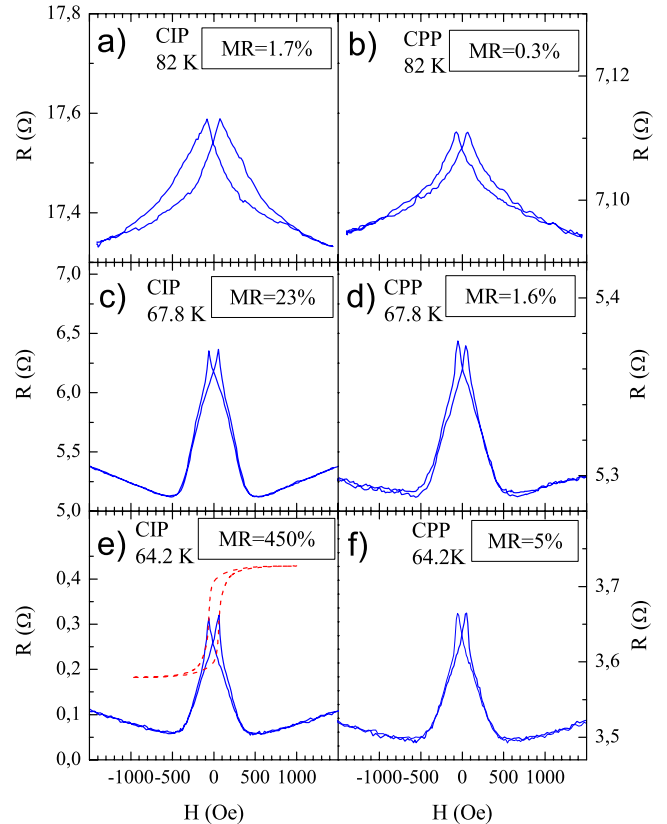 17,8
17,6
17,4
R (Ω)
a)
CIP
82 K
MR=1.7%
b)
CPP
82 K
MR=0.3%
7,12
7,10
R (Ω)
7,0
6,5
6,0
5,5
5,0
R (Ω)
c)
CIP
67.8 K
MR=23%
d)
CPP
67.8 K
MR=1.6%
5,4
5,3
R (Ω)
0,4
0,3
0,2
0,1
0,0
R (Ω)
e)
CIP
64.2 K
MR=450%
f)
CPP
64.2K
MR=5%
3,7
3,6
3,5
R (Ω)
-1000 -500 0 500 1000
H (Oe)
-1000 -500 0 500 1000
H (Oe)